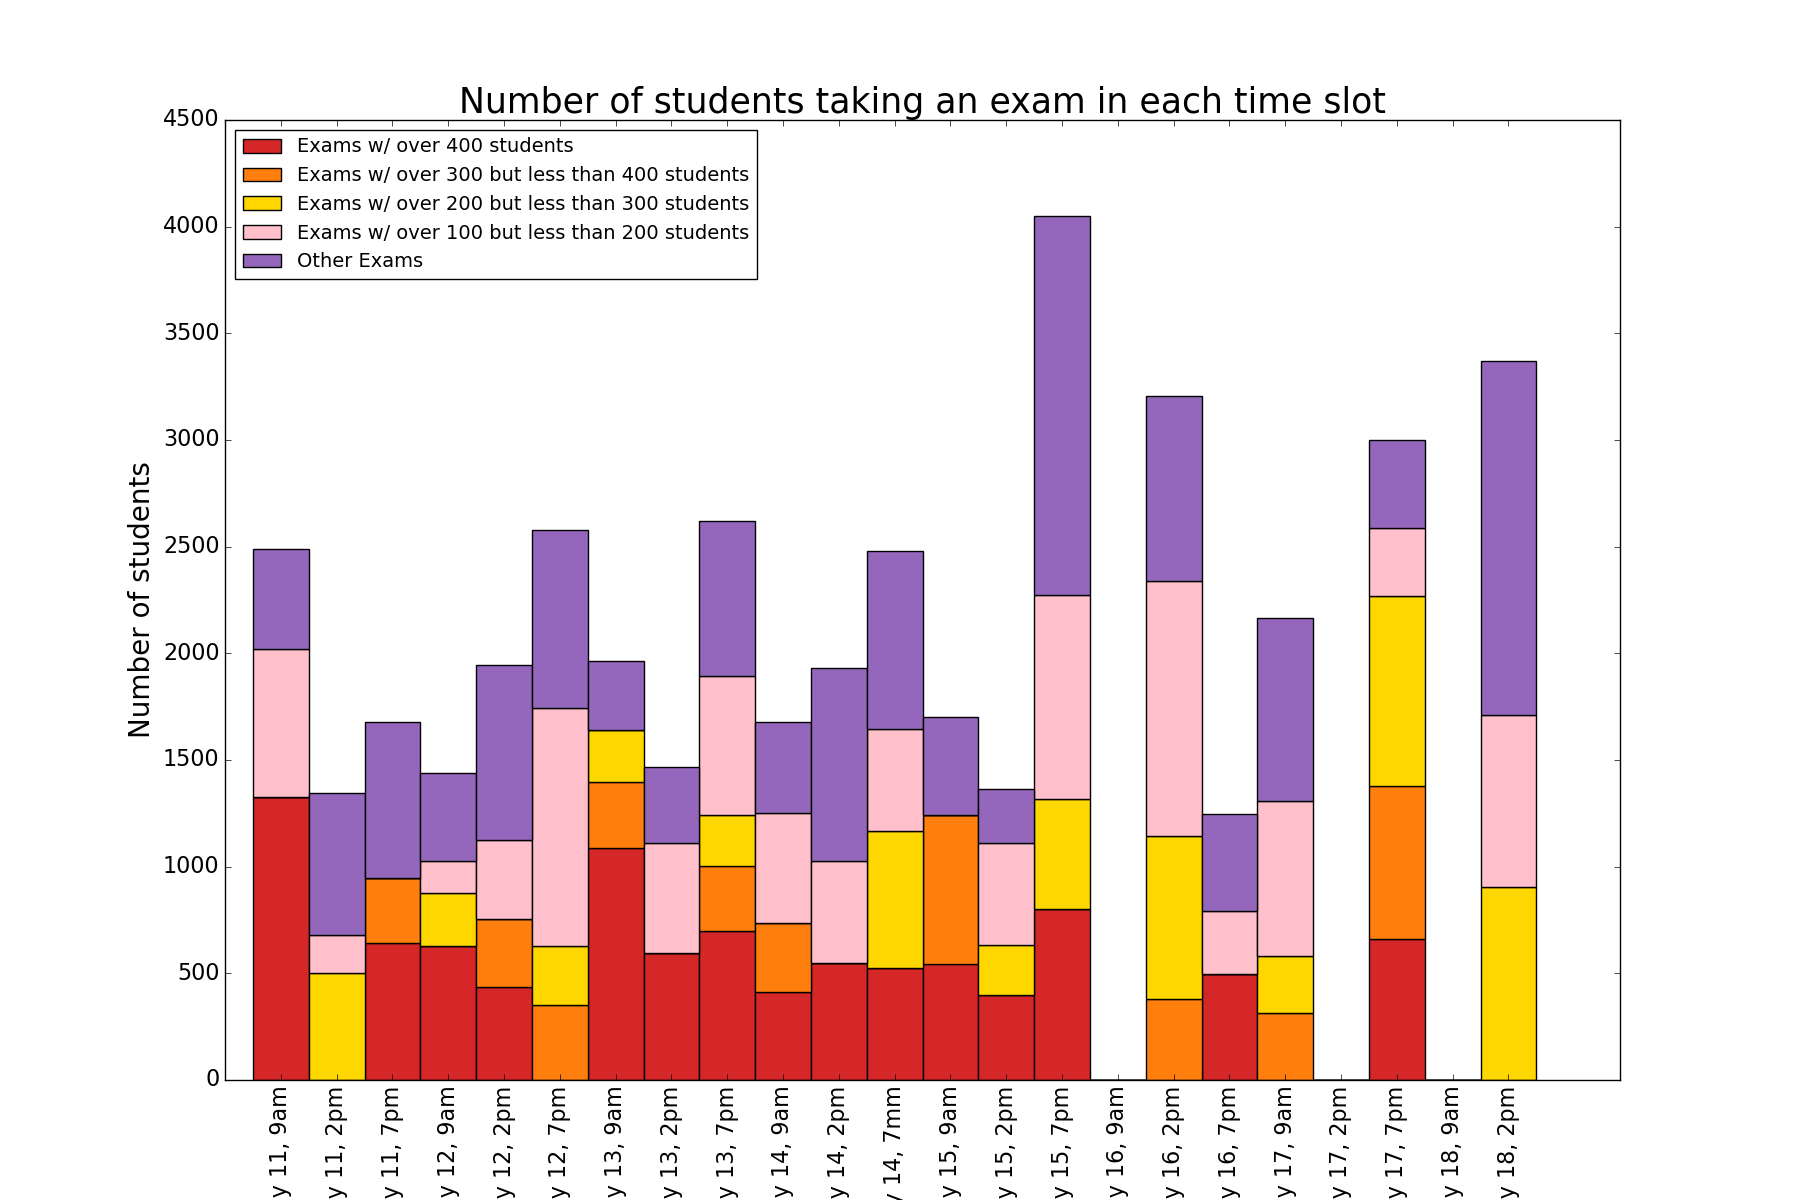 Number of students taking an exam in each time slot
Exams w/ over 400 students
Exams w/ over 300 but less than 400 students
Exams w/ over 200 but less than 300 students
Exams w/ over 100 but less than 200 students
Other Exams
Number of students
4500
4000
3500
3000
2500
2000
1500
1000
500
0
y 11, 9am
y 11, 2pm
y 11, 7pm
y 12, 9am
y 12, 2pm
y 12, 7pm
y 13, 9am
y 13, 2pm
y 13, 7pm
y 14, 9am
y 14, 2pm
y 14, 7mm
y 15, 9am
y 15, 2pm
y 15, 7pm
y 16, 9am
y 16, 2pm
y 16, 7pm
y 17, 9am
y 17, 2pm
y 17, 7pm
y 18, 9am
y 18, 2pm